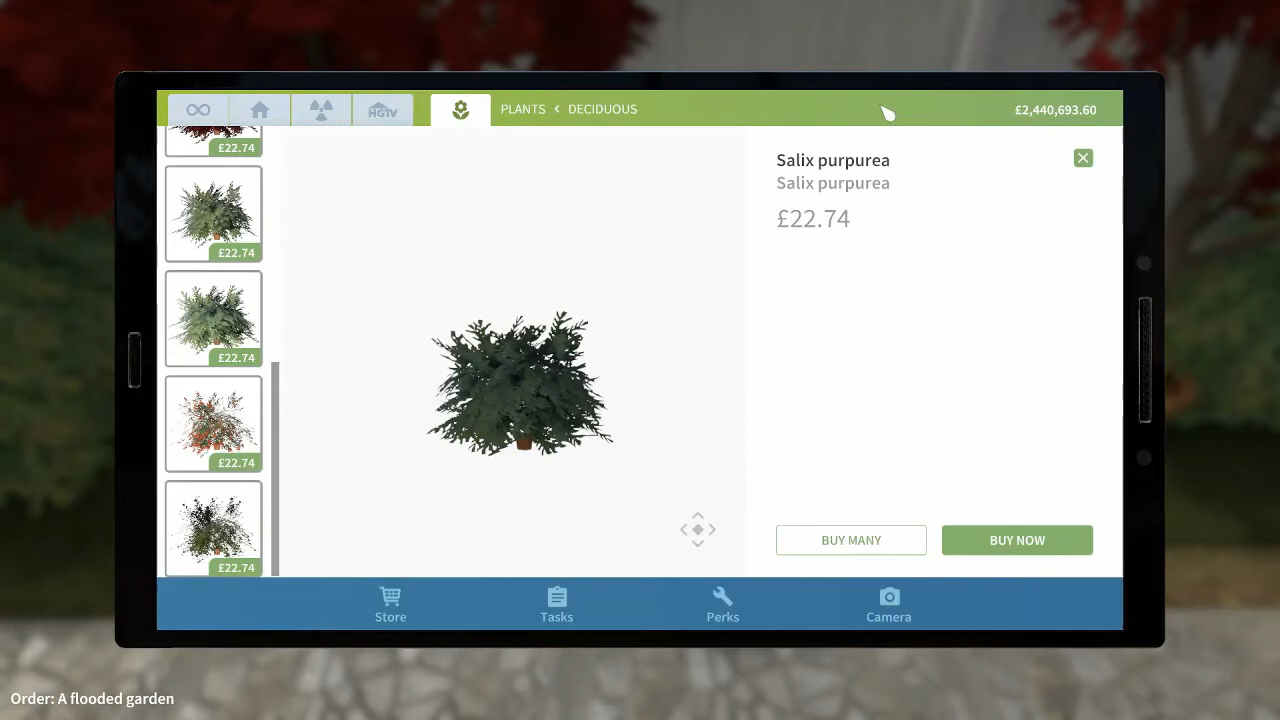 HGTV
PLANTS < DECIDUOUS
£2,440,693.60
£22.74
£22.74
£22.74
£22.74
£22.74
Salix purpurea
Salix purpurea
£22.74
BUY MANY
BUY NOW
Store
Tasks
Perks
Camera
Order: A flooded garden